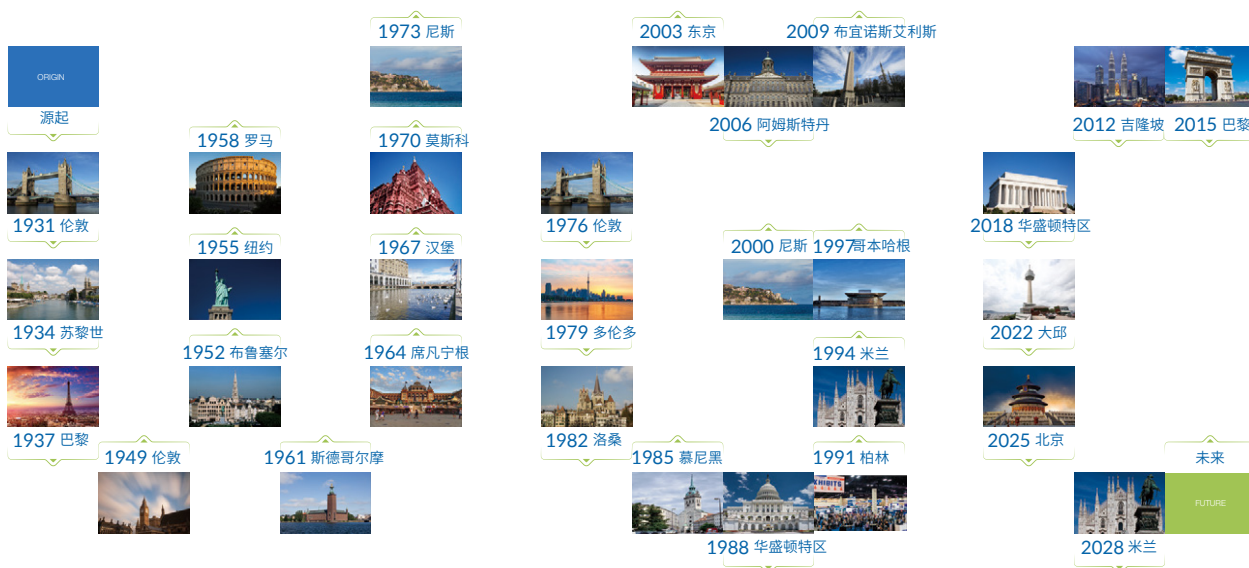 ORIGIN
源起
1931 伦敦
1934 苏黎世
1937 巴黎
1949 伦敦
1952 布鲁塞尔
1955 纽约
1958 罗马
1961 斯德哥尔摩
1964 席凡宁根
1967 汉堡
1970 莫斯科
1973 尼斯
1976 伦敦
1979 多伦多
1982 洛桑
1985 慕尼黑
1988 华盛顿特区
1991 柏林
EXHIBITS
1994 米兰
1997哥本哈根
2000 尼斯
2003 东京
2006 阿姆斯特丹
2009 布宜诺斯艾利斯
2012 吉隆坡
2015 巴黎
2018 华盛顿特区
2022 大邱
2025 北京
2028 米兰
未来
FUTURE